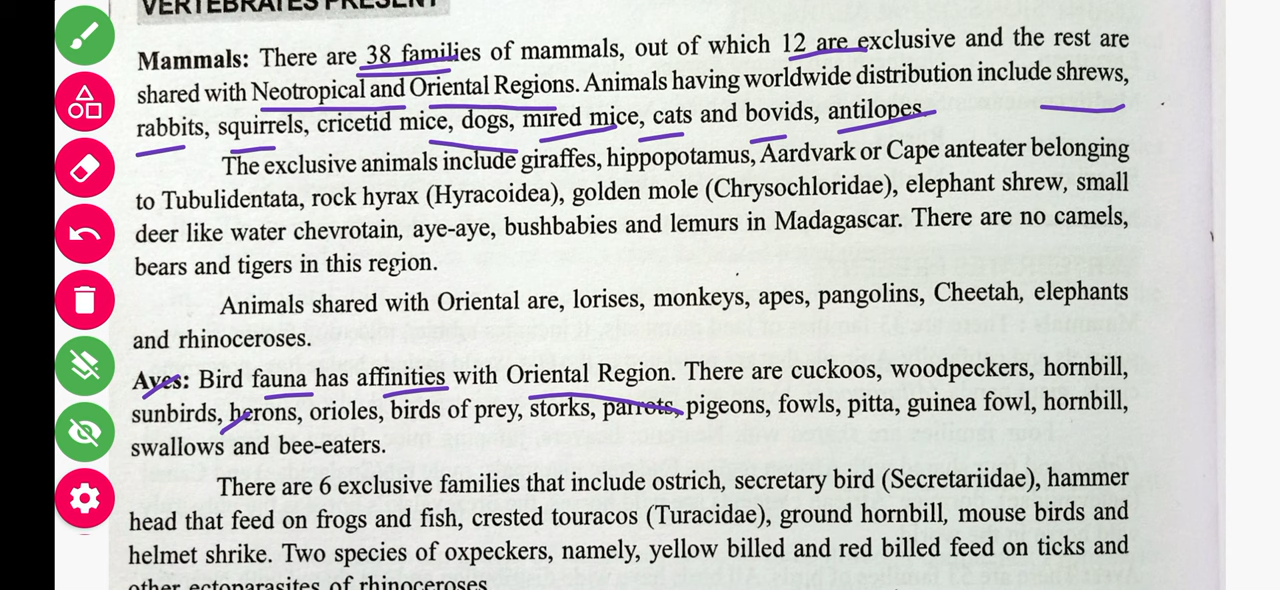 VERTEBRATES PRESENT
Mammals: There are 38 families of mammals, out of which 12 are exclusive and the rest are
shared with Neotropical and Oriental Regions. Animals having worldwide distribution include shrews,
rabbits, squirrels, cricetid mice, dogs, mired mice, cats and bovids, antilopes.
The exclusive animals include giraffes, hippopotamus, Aardvark or Cape anteater belonging
to Tubulidentata, rock hyrax (Hyracoidea), golden mole (Chrysochloridae), elephant shrew, small
deer like water chevrotain, aye-aye, bushbabies and lemurs in Madagascar. There are no camels,
bears and tigers in this region.
Animals shared with Oriental are, lorises, monkeys, apes, pangolins, Cheetah, elephants
and rhinoceroses.
Aves: Bird fauna has affinities with Oriental Region. There are cuckoos, woodpeckers, hornbill,
sunbirds, herons, orioles, birds of prey, storks, parrots, pigeons, fowls, pitta, guinea fowl, hornbill,
swallows and bee-eaters.
There are 6 exclusive families that include ostrich, secretary bird (Secretariidae), hammer
head that feed on frogs and fish, crested touracos (Turacidae), ground hornbill, mouse birds and
helmet shrike. Two species of oxpeckers, namely, yellow billed and red billed feed on ticks and
other ectoparasites of rhinoceroses